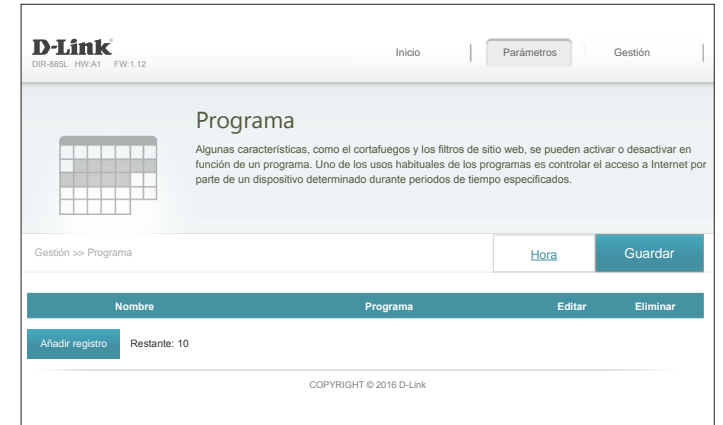 D-Link
DIR-885L HW:A1 FW:1.12
Inicio
Parámetros
Gestión
Programa
Algunas características, como el cortafuegos y los filtros de sitio web, se pueden activar o desactivar en
función de un programa. Uno de los usos habituales de los programas es controlar el acceso a Internet por
parte de un dispositivo determinado durante periodos de tiempo especificados.
Gestión >> Programa
Hora
Guardar
Nombre Programa Editar Eliminar
Añadir registro Restante: 10
COPYRIGHT © 2016 D-Link